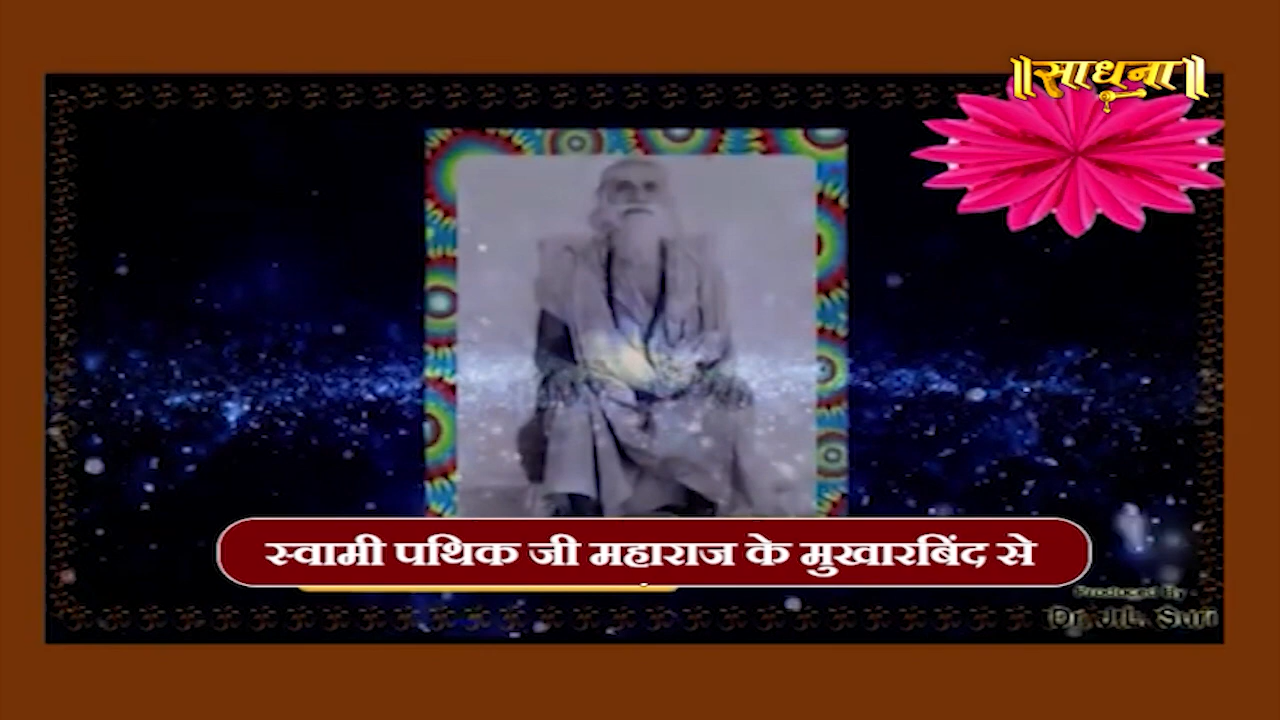 ॥साधना॥
स्वामी पथिक जी महाराज के मुखारबिंद से
Produced By -
Dr. J.L. Suri